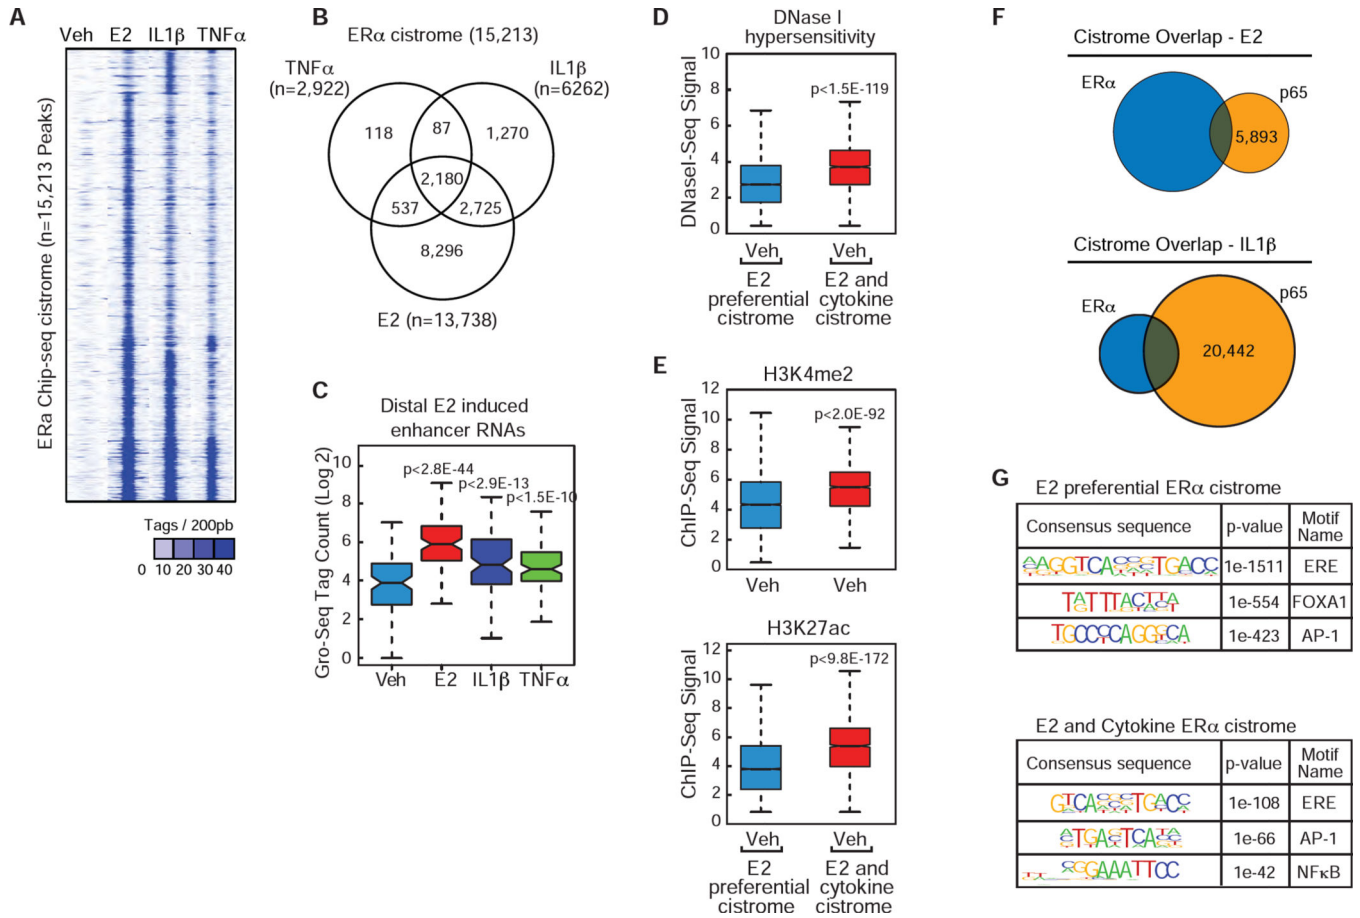 A
Veh E2 IL1β TNFα
ERa Chip-seq cistrome (n=15,213 Peaks)
Tags / 200pb
0 10 20 30 40
B
ERα cistrome (15,213)
TNFα
(n=2,922)
IL1β
(n=6262)
118
87
1,270
2,180
537
2,725
8,296
E2 (n=13,738)
C
Distal E2 induced
enhancer RNAs
Gro-Seq Tag Count (Log 2)
10
8
6
4
2
0
p<2.8E-44
p<2.9E-13
p<1.5E-10
Veh E2 IL1β TNFα
D
DNase I
hypersensitivity
DNaseI-Seq Signal
10
8
6
4
2
0
p<1.5E-119
Veh Veh
E2
preferential
cistrome
E2 and
cytokine
cistrome
E
H3K4me2
ChIP-Seq Signal
12
10
8
6
4
2
0
p<2.0E-92
Veh Veh
H3K27ac
ChIP-Seq Signal
12
10
8
6
4
2
0
p<9.8E-172
Veh Veh
E2
preferential
cistrome
E2 and
cytokine
cistrome
F
Cistrome Overlap - E2
ERα
p65
5,893
Cistrome Overlap - IL1β
ERα
p65
20,442
G
E2 preferential ERα cistrome
Consensus sequence p-value Motif Name
AAGGTCA TGACC 1e-1511 ERE
TATTTAC 1e-554 FOXA1
TGCCCCAGGCA 1e-423 AP-1
E2 and Cytokine ERα cistrome
Consensus sequence p-value Motif Name
GTCA TGACC 1e-108 ERE
TGA TCA 1e-66 AP-1
GGAAATTCC 1e-42 NFκB